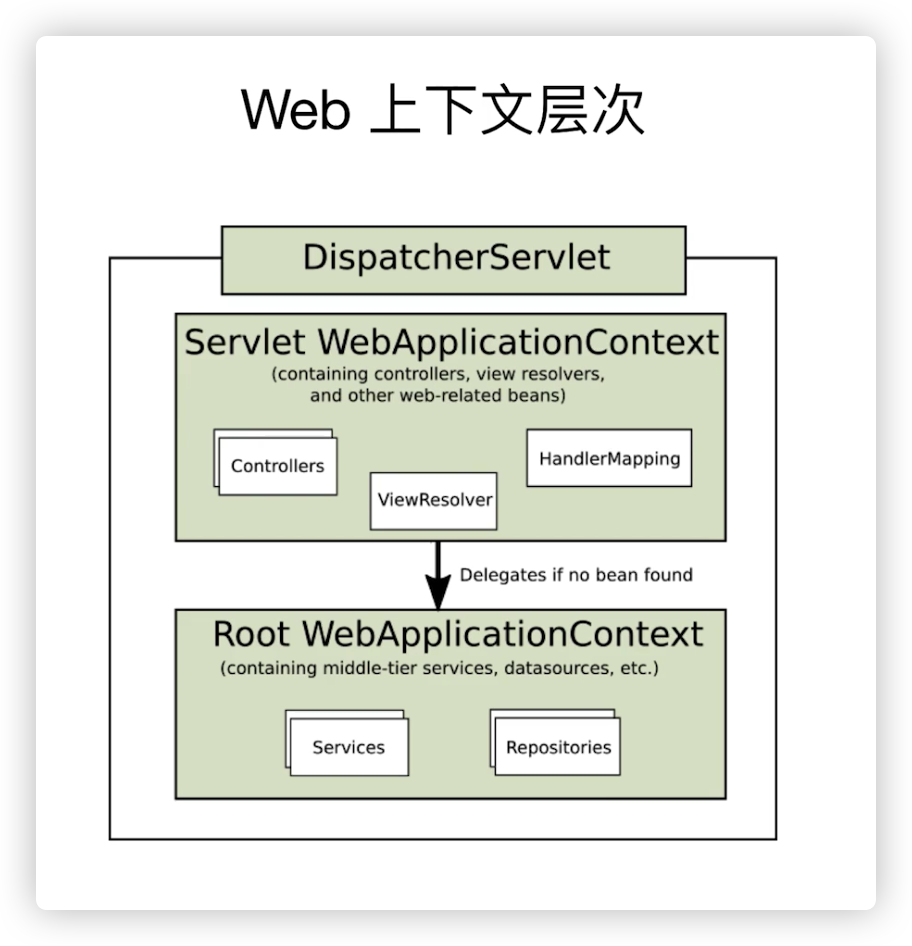 Web 上下文层次
DispatcherServlet
Servlet WebApplicationContext
(containing controllers, view resolvers,
and other web-related beans)
Controllers
HandlerMapping
ViewResolver
Delegates if no bean found
Root WebApplicationContext
(containing middle-tier services, datasources, etc.)
Services
Repositories